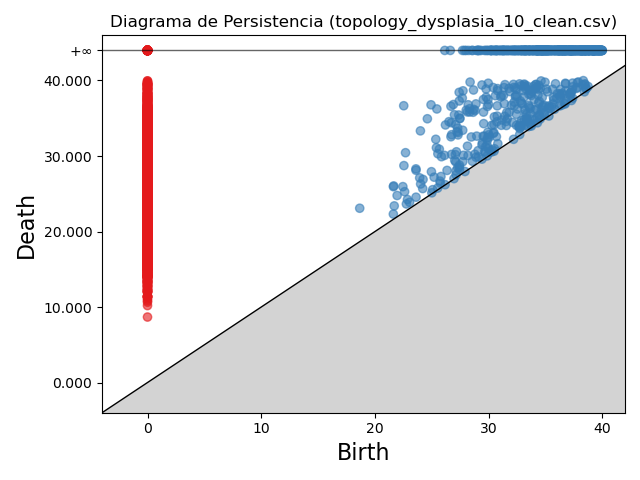 Diagrama de Persistencia (topology_dysplasia_10_clean.csv)
+∞
40.000
30.000
20.000
10.000
0.000
Death
0 10 20 30 40
Birth